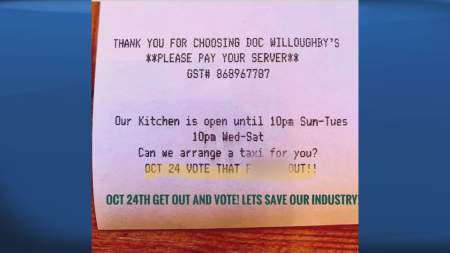 THANK YOU FOR CHOOSING DOC WILLOUGHBY'S
**PLEASE PAY YOUR SERVER**
GST# 868967787
Our Kitchen is open until 10pm Sun-Tues
10pm Wed-Sat
Can we arrange a taxi for you?
OCT 24 VOTE THAT F OUT!!
OCT 24TH GET OUT AND VOTE! LETS SAVE OUR INDUSTRY!